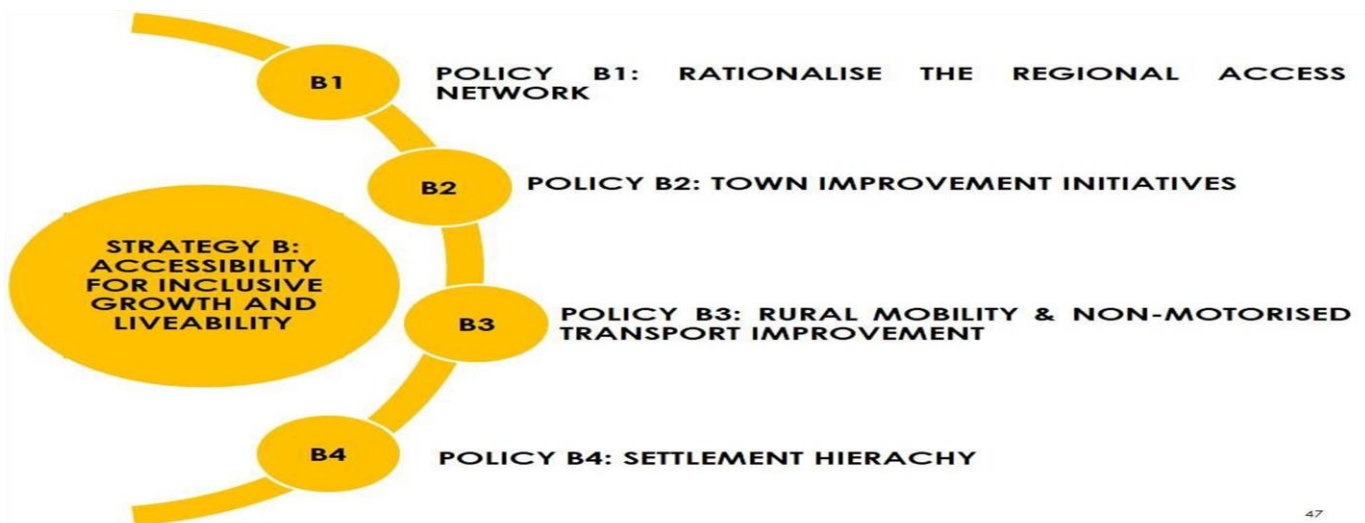 B1
POLICY B1: RATIONALISE THE REGIONAL ACCESS
NETWORK
B2
POLICY B2: TOWN IMPROVEMENT INITIATIVES
STRATEGY B:
ACCESSIBILITY
FOR INCLUSIVE
GROWTH AND
LIVEABILITY
B3
POLICY B3: RURAL MOBILITY & NON-MOTORISED
TRANSPORT IMPROVEMENT
B4
POLICY B4: SETTLEMENT HIERACHY
47